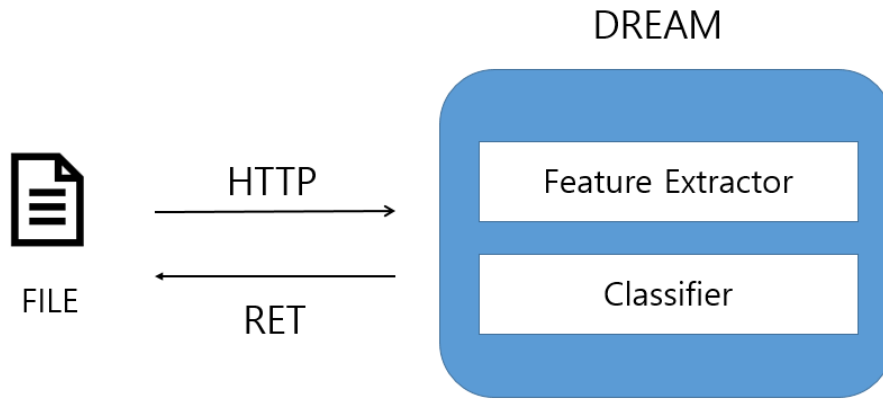 DREAM
HTTP
Feature Extractor
FILE
RET
Classifier